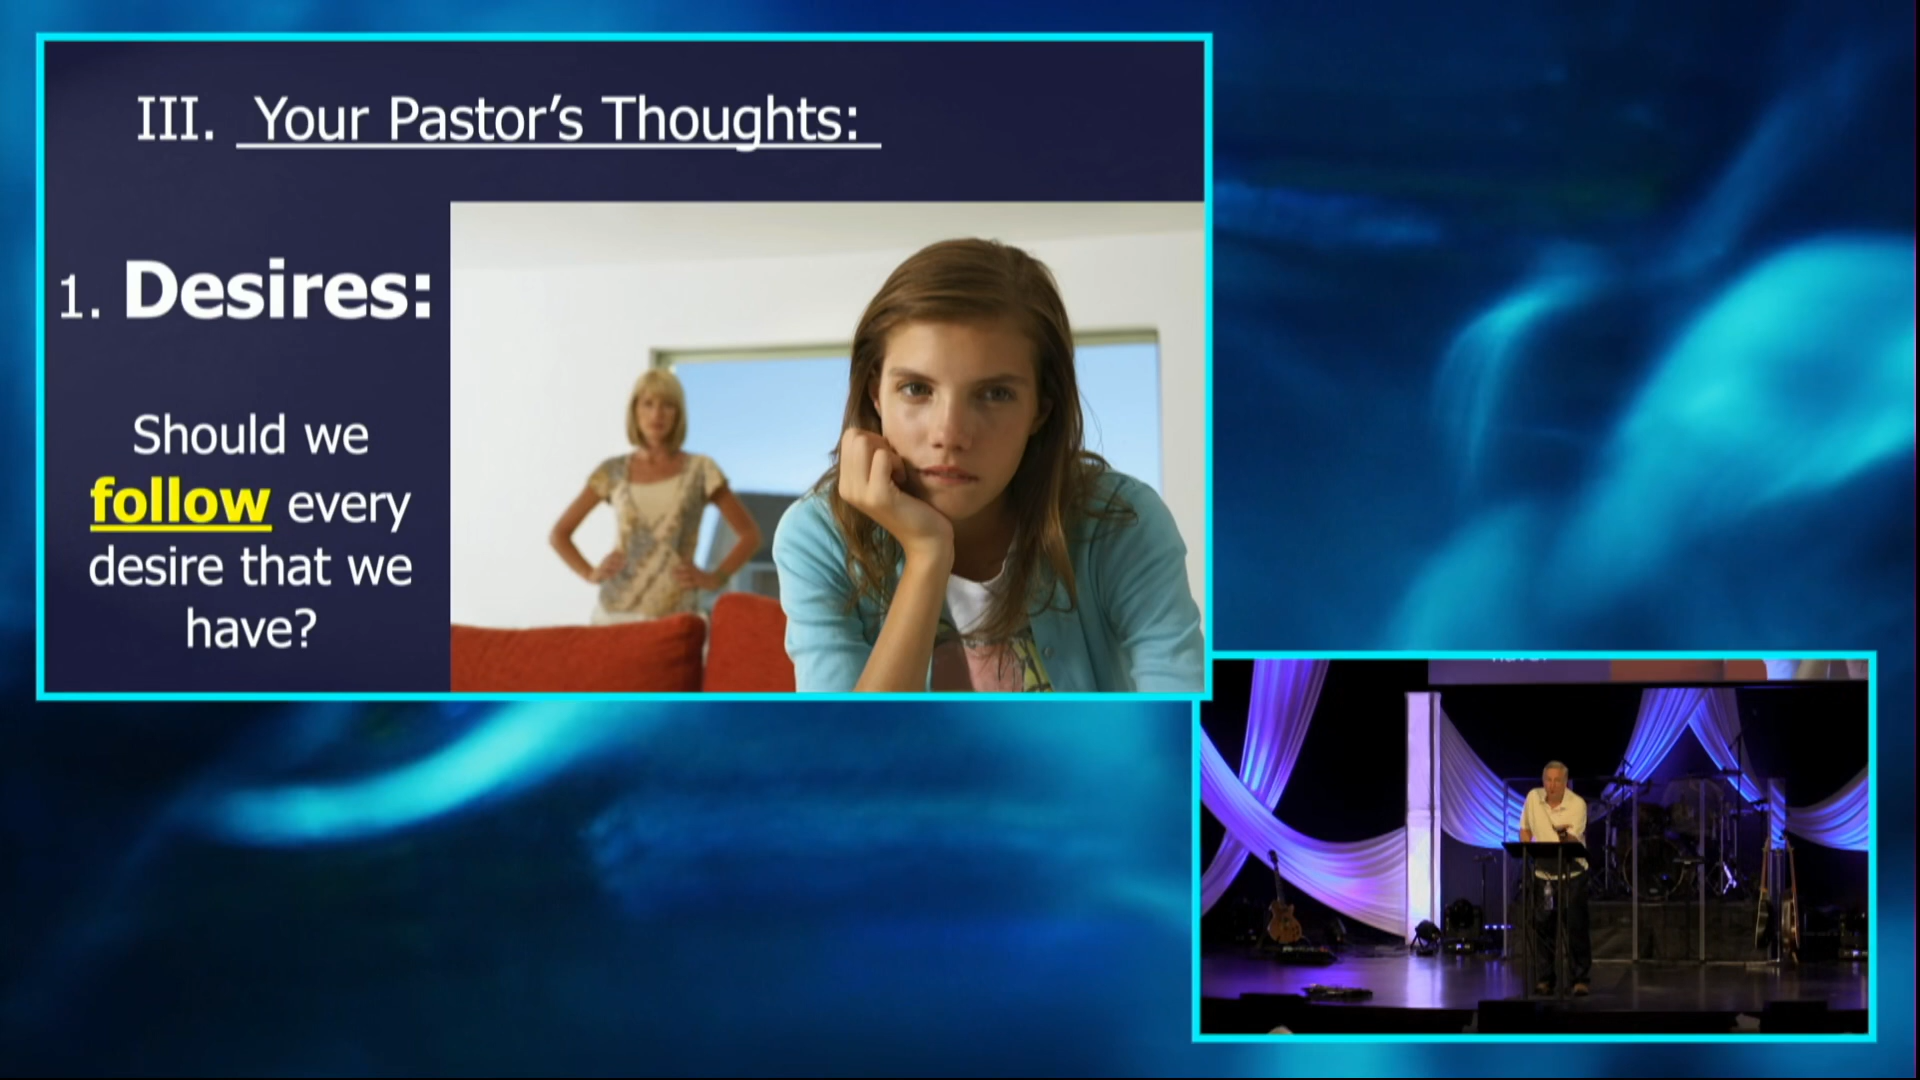 III. Your Pastor's Thoughts:
1. Desires:
Should we
follow every
desire that we
have?